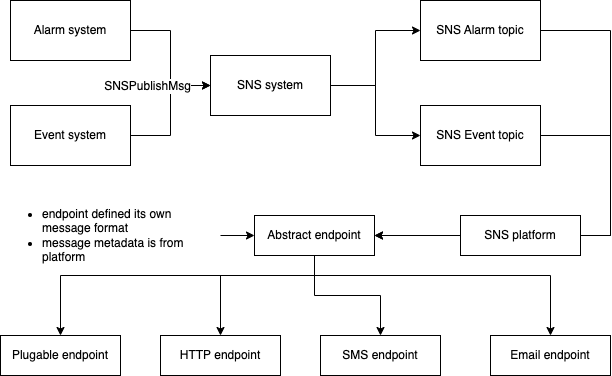 Alarm system
SNS Alarm topic
SNSPublishMsg
SNS system
Event system
SNS Event topic
• endpoint defined its own
message format
• message metadata is from
platform
Abstract endpoint
SNS platform
Plugable endpoint
HTTP endpoint
SMS endpoint
Email endpoint